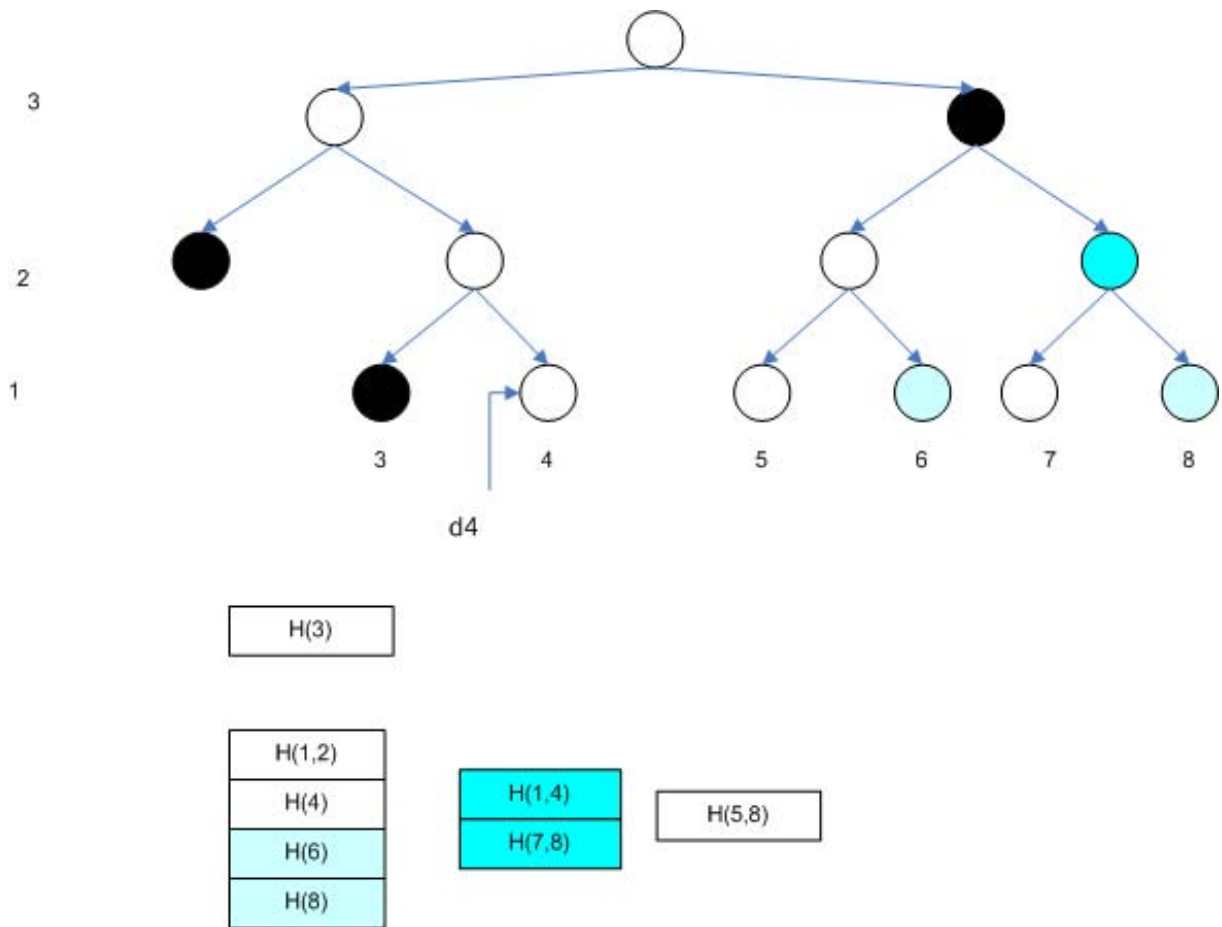 3
2
1
3 4 5 6 7 8
d4
H(3)
H(1,2)
H(4)
H(6)
H(8)
H(1,4)
H(7,8)
H(5,8)